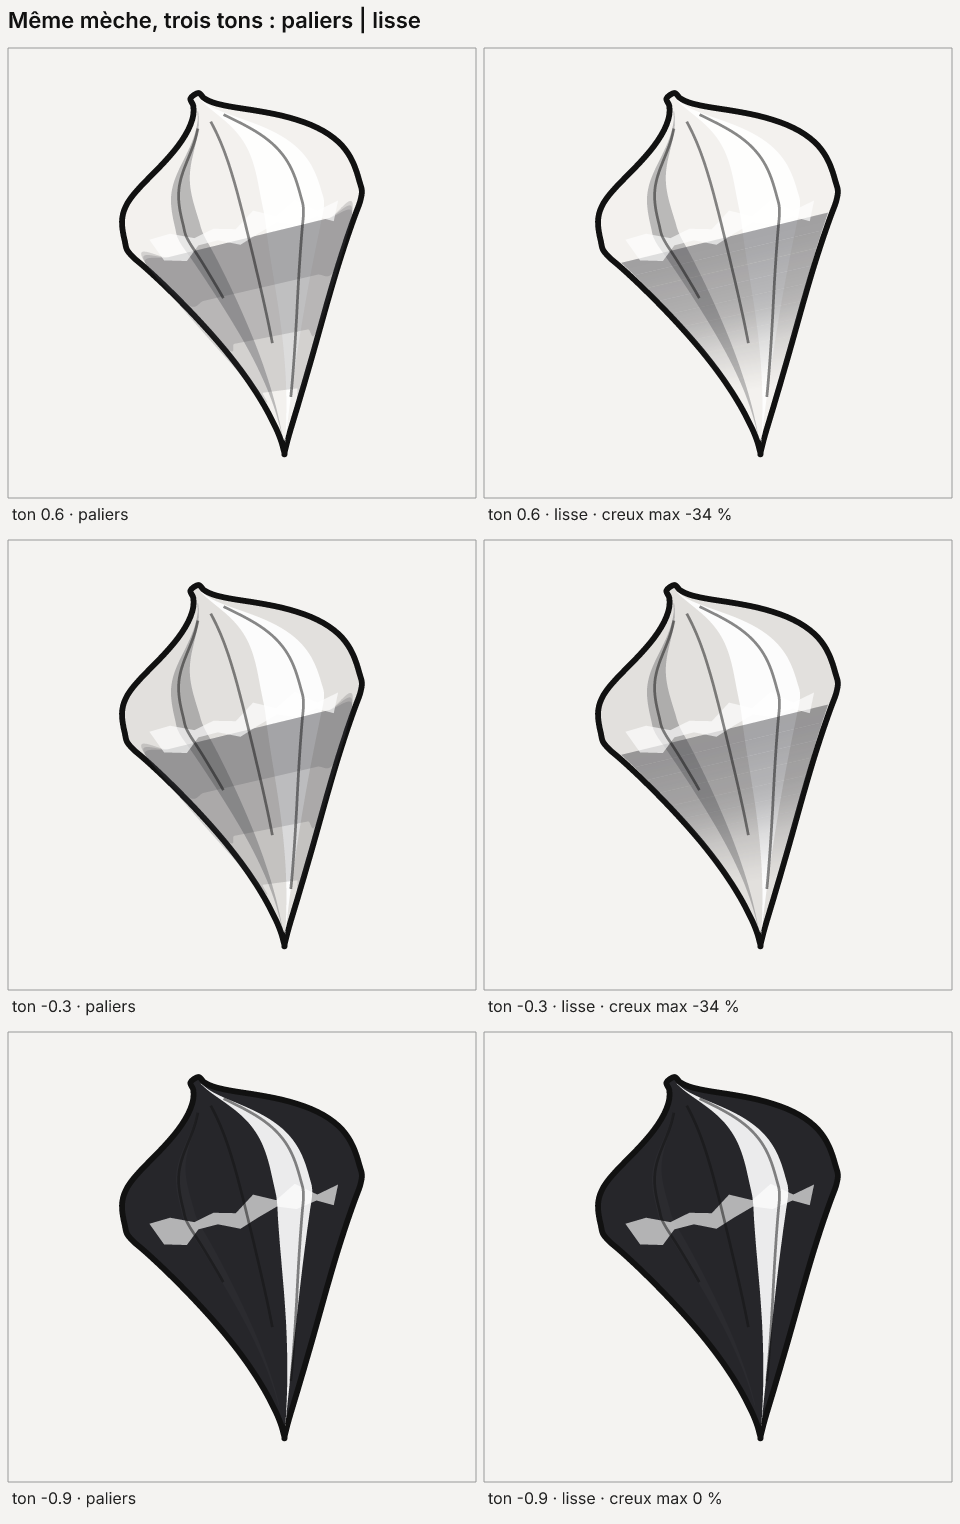 Même mèche, trois tons : paliers | lisse
ton 0.6 · paliers
ton 0.6 · lisse · creux max -34 %
ton -0.3 · paliers
ton -0.3 · lisse · creux max -34 %
ton -0.9 · paliers
ton -0.9 · lisse · creux max 0 %